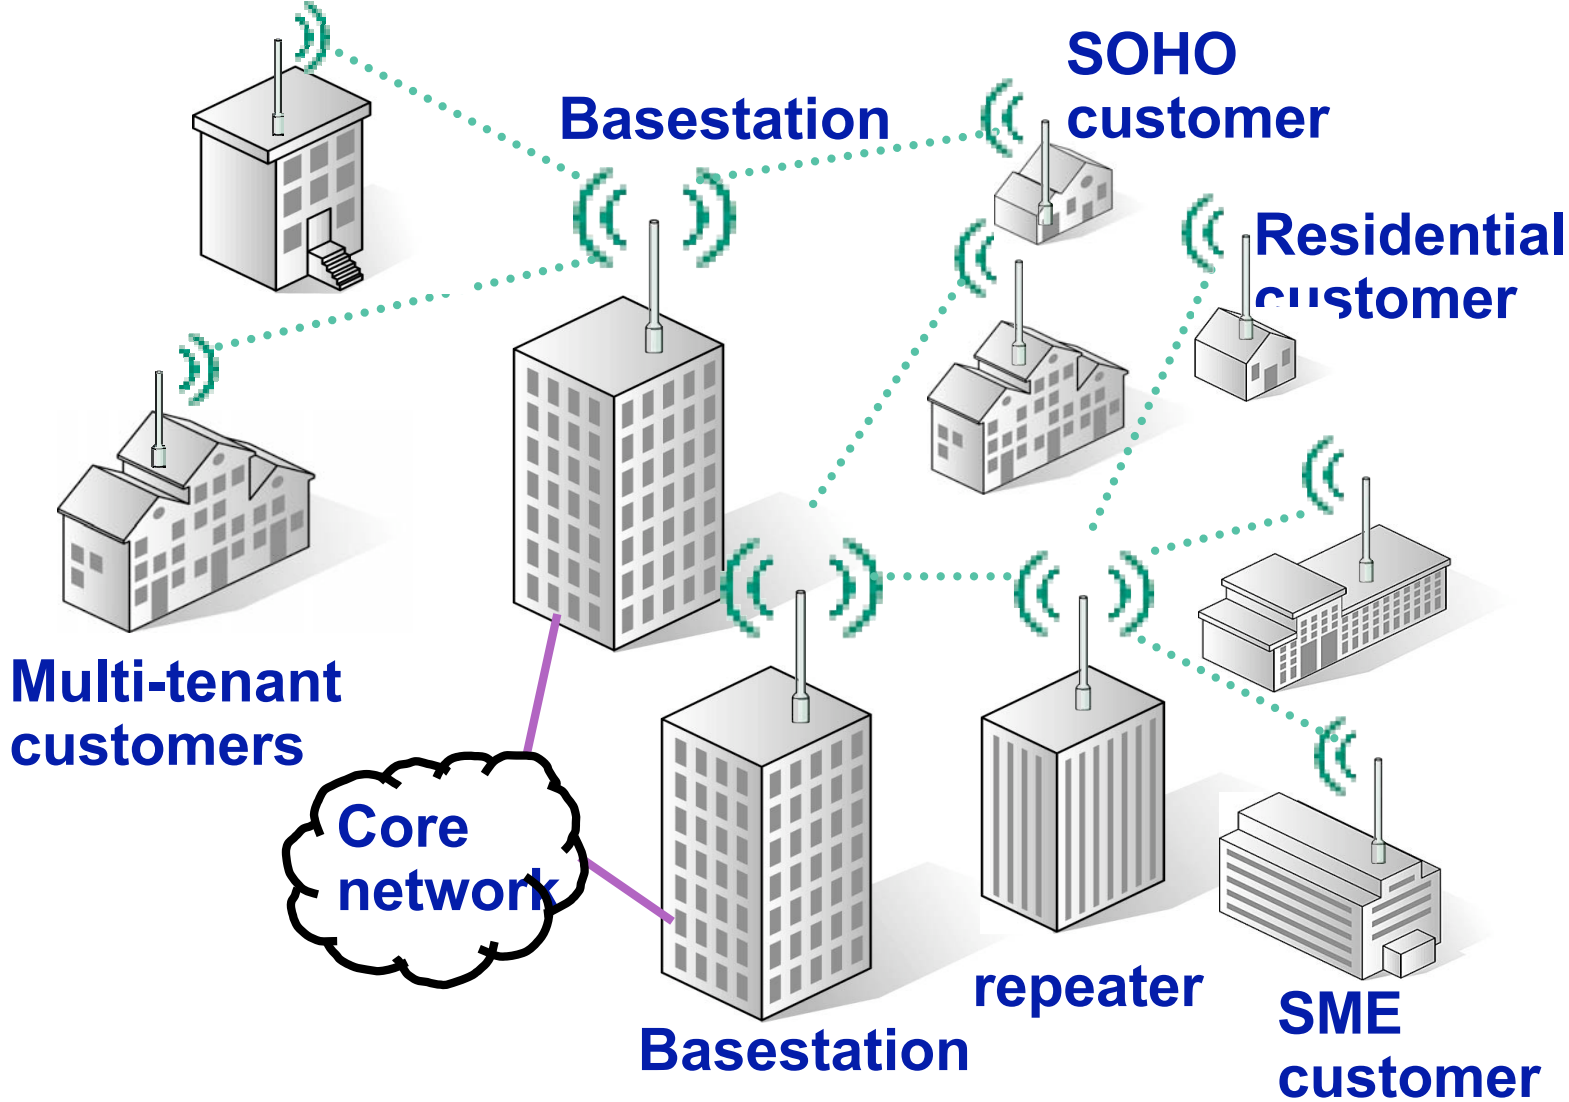 SOHO
customer
Basestation
Residential
customer
Multi-tenant
customers
Core
network
repeater
SME
customer
Basestation